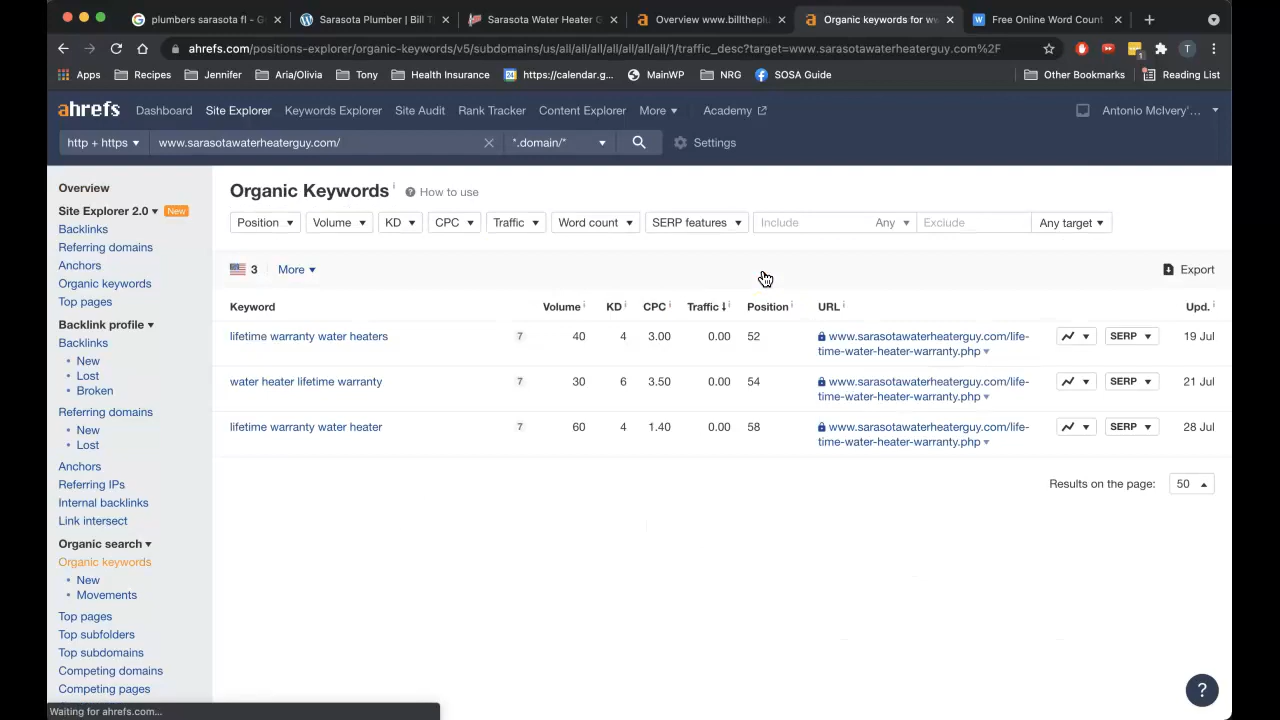 plumbers sarasota fl - G
Sarasota Plumber | Bill T
Sarasota Water Heater G
Overview www.billtheplu
Organic keywords for ww
Free Online Word Count
ahrefs.com/positions-explorer/organic-keywords/v5/subdomains/us/all/all/all/all/all/all/all/1/traffic_desc?target=www.sarasotawaterheaterguy.com%2F
1
T
Apps
Recipes
Jennifer
Aria/Olivia
Tony
Health Insurance
24
https://calendar.g...
MainWP
NRG
SOSA Guide
Other Bookmarks
Reading List
ahrefs
Dashboard
Site Explorer
Keywords Explorer
Site Audit
Rank Tracker
Content Explorer
More
Academy
Antonio McIvery'...
http + https
www.sarasotawaterheaterguy.com/
*.domain/*
Settings
Overview
Site Explorer 2.0 New
Backlinks
Referring domains
Anchors
Organic keywords
Top pages
Backlink profile
Backlinks
• New
• Lost
• Broken
Referring domains
• New
• Lost
Anchors
Referring IPs
Internal backlinks
Link intersect
Organic search
Organic keywords
• New
• Movements
Top pages
Top subfolders
Top subdomains
Competing domains
Competing pages
Organic Keywords i ? How to use
Position
Volume
KD
CPC
Traffic
Word count
SERP features
Include
Any
Exclude
Any target
3
More
Export
Keyword Volume i KD i CPC i Traffic ↓ i Position i URL i Upd. i
lifetime warranty water heaters 7 40 4 3.00 0.00 52 www.sarasotawaterheaterguy.com/life- SERP 19 Jul
time-water-heater-warranty.php
water heater lifetime warranty 7 30 6 3.50 0.00 54 www.sarasotawaterheaterguy.com/life- SERP 21 Jul
time-water-heater-warranty.php
lifetime warranty water heater 7 60 4 1.40 0.00 58 www.sarasotawaterheaterguy.com/life- SERP 28 Jul
time-water-heater-warranty.php
Results on the page: 50
?
Waiting for ahrefs.com...